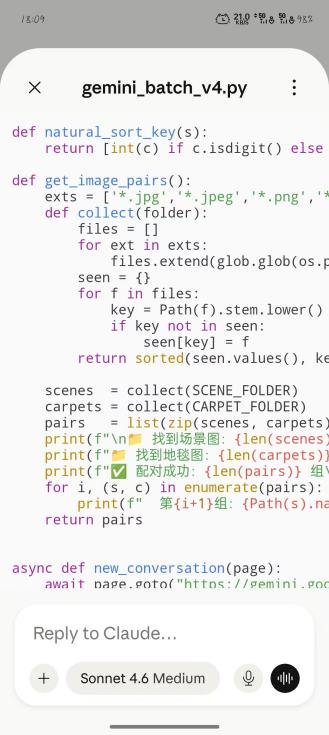 18:09
21.0 KB/S 5G 5G 98%
gemini_batch_v4.py
def natural_sort_key(s):
    return [int(c) if c.isdigit() else
def get_image_pairs():
    exts = ['*.jpg','*.jpeg','*.png','*
    def collect(folder):
        files = []
        for ext in exts:
            files.extend(glob.glob(os.p
        seen = {}
        for f in files:
            key = Path(f).stem.lower()
            if key not in seen:
                seen[key] = f
        return sorted(seen.values(), ke
    scenes  = collect(SCENE_FOLDER)
    carpets = collect(CARPET_FOLDER)
    pairs   = list(zip(scenes, carpets)
    print(f"\n📁 找到场景图: {len(scenes)
    print(f"📁 找到地毯图: {len(carpets)}
    print(f"✅ 配对成功: {len(pairs)} 组\
    for i, (s, c) in enumerate(pairs):
        print(f"  第{i+1}组: {Path(s).na
    return pairs
async def new_conversation(page):
    await page.goto("https://gemini.goo
Reply to Claude...
Sonnet 4.6 Medium